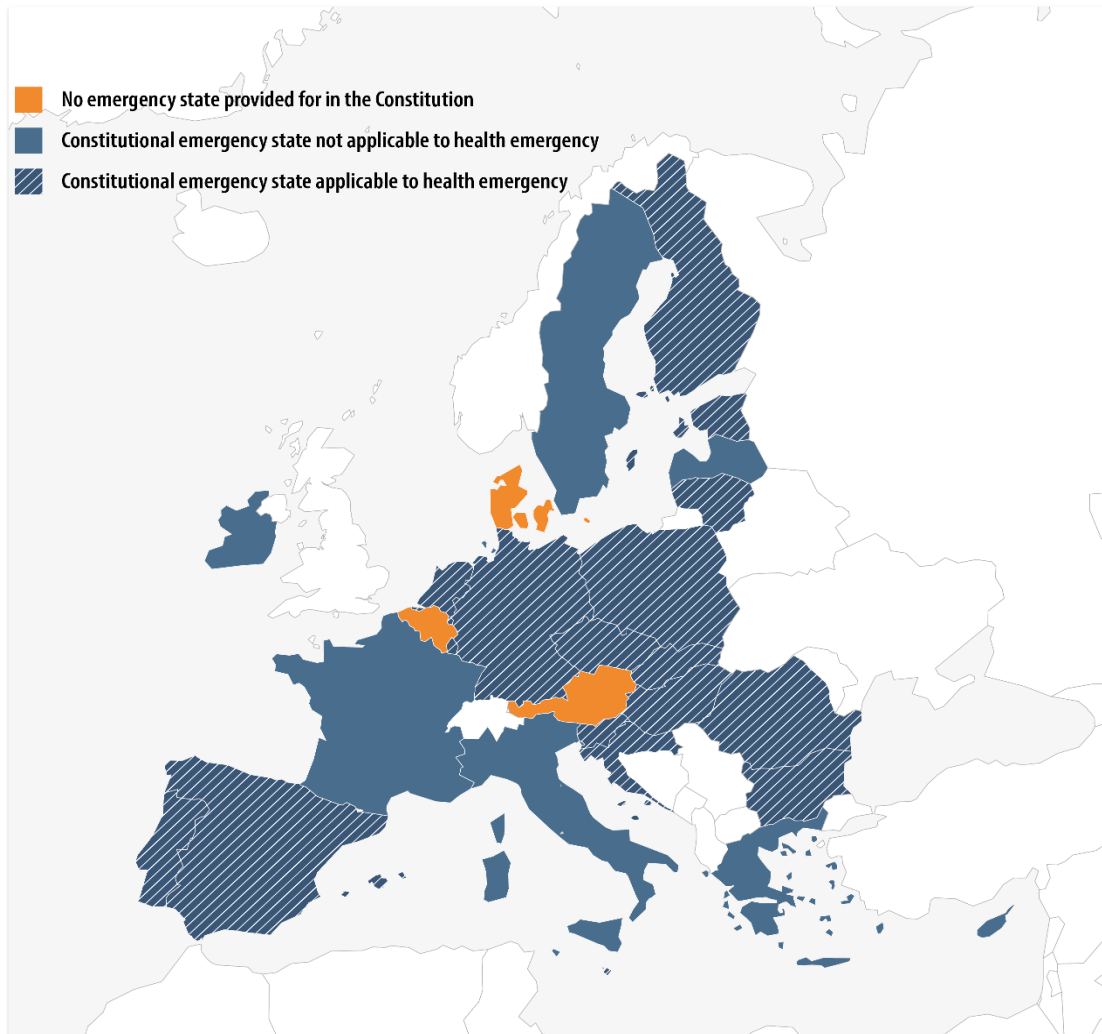 No emergency state provided for in the Constitution
Constitutional emergency state not applicable to health emergency
Constitutional emergency state applicable to health emergency